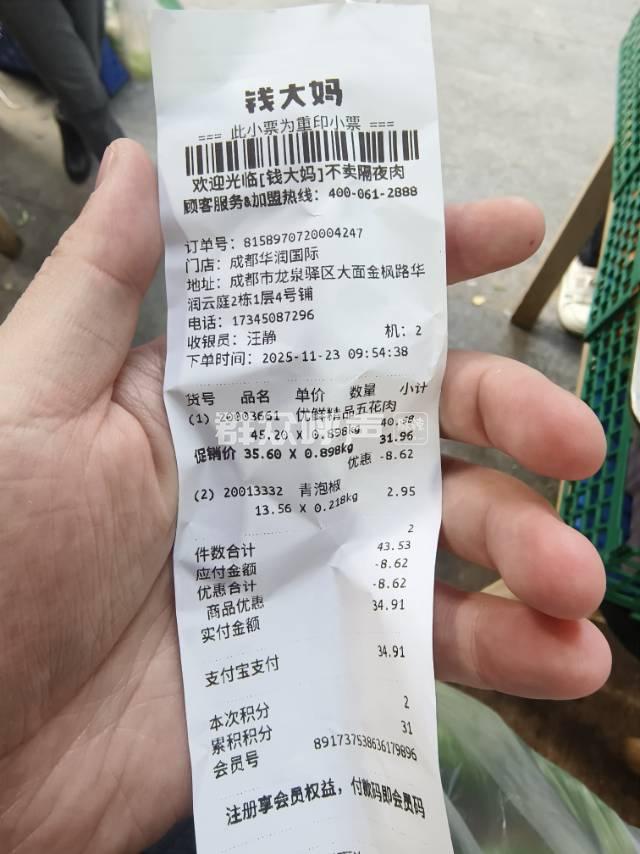 钱大妈
=== 此小票为重印小票 ===
欢迎光临[钱大妈]不卖隔夜肉
顾客服务&加盟热线：400-061-2888
订单号：8158970720004247
门店：成都华润国际
地址：成都市龙泉驿区大面金枫路华
润云庭2栋1层4号铺
电话：17345087296
收银员：汪静 机：2
下单时间：2025-11-23 09:54:38
货号 品名 单价 数量 小计
(1) 20003661 优鲜精品五花肉
45.20 X 0.898kg 40.58
促销价 35.60 X 0.898kg 31.96
优惠 -8.62
(2) 20013332 青泡椒
13.56 X 0.218kg 2.95
件数合计 2
应付金额 43.53
优惠合计 -8.62
商品优惠 -8.62
实付金额 34.91
支付宝支付 34.91
本次积分 2
累积积分 31
会员号 891737538636179896
注册享会员权益，付款码即会员码
群众呼声